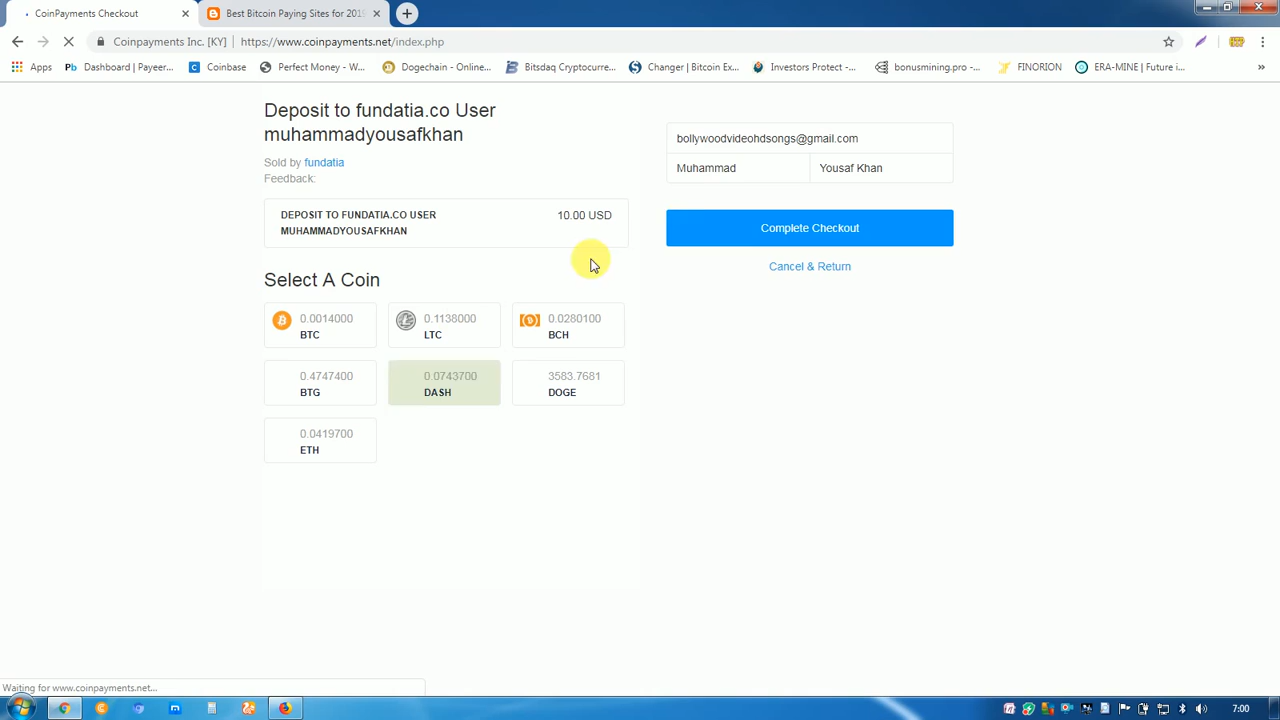 CoinPayments Checkout
Best Bitcoin Paying Sites for 201
Coinpayments Inc. [KY]
https://www.coinpayments.net/index.php
Apps
Dashboard | Payeer...
Coinbase
Perfect Money - W...
Dogechain - Online...
Bitsdaq Cryptocurre...
Changer | Bitcoin Ex...
Investors Protect -...
bonusmining.pro -...
FINORION
ERA-MINE | Future i...
»
Deposit to fundatia.co User
muhammadyousafkhan
Sold by fundatia
Feedback:
DEPOSIT TO FUNDATIA.CO USER
MUHAMMADYOUSAFKHAN
10.00 USD
Select A Coin
0.0014000
BTC
0.1138000
LTC
0.0280100
BCH
0.4747400
BTG
0.0743700
DASH
3583.7681
DOGE
0.0419700
ETH
bollywoodvideohdsongs@gmail.com
Muhammad
Yousaf Khan
Complete Checkout
Cancel & Return
Waiting for www.coinpayments.net...
7:00